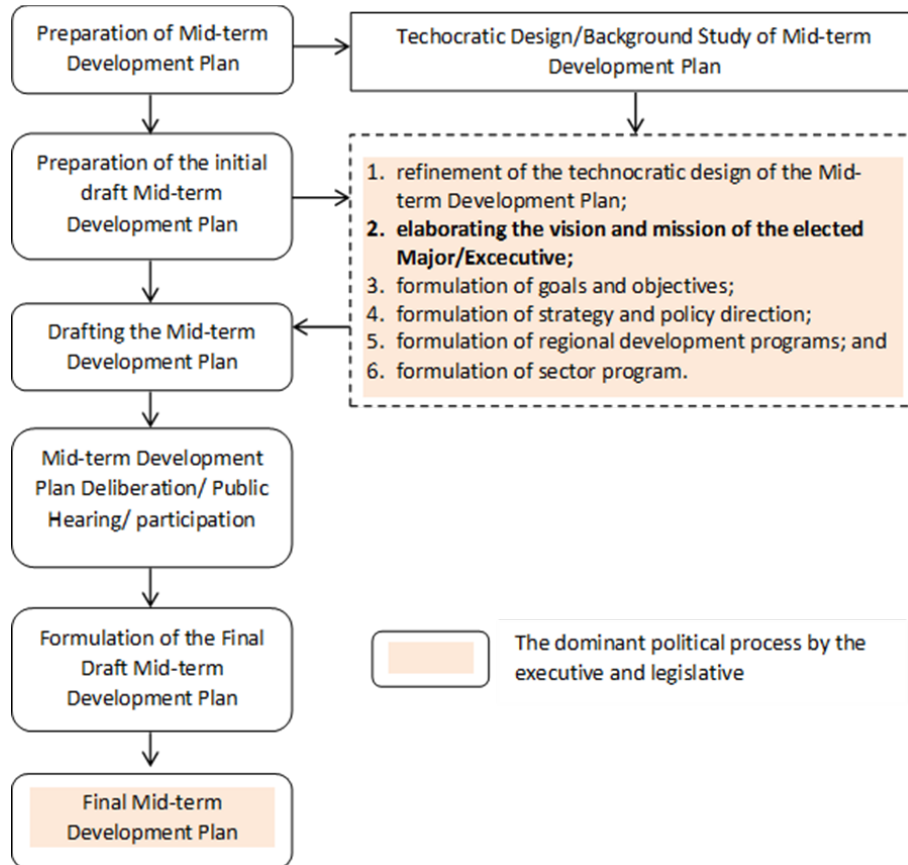 Preparation of Mid-term
Development Plan
Techocratic Design/Background Study of Mid-term
Development Plan
Preparation of the initial
draft Mid-term
Development Plan
1. refinement of the technocratic design of the Mid-
term Development Plan;
2. elaborating the vision and mission of the elected
Major/Excecutive;
3. formulation of goals and objectives;
4. formulation of strategy and policy direction;
5. formulation of regional development programs; and
6. formulation of sector program.
Drafting the Mid-term
Development Plan
Mid-term Development
Plan Deliberation/ Public
Hearing/ participation
Formulation of the Final
Draft Mid-term
Development Plan
The dominant political process by the
executive and legislative
Final Mid-term
Development Plan